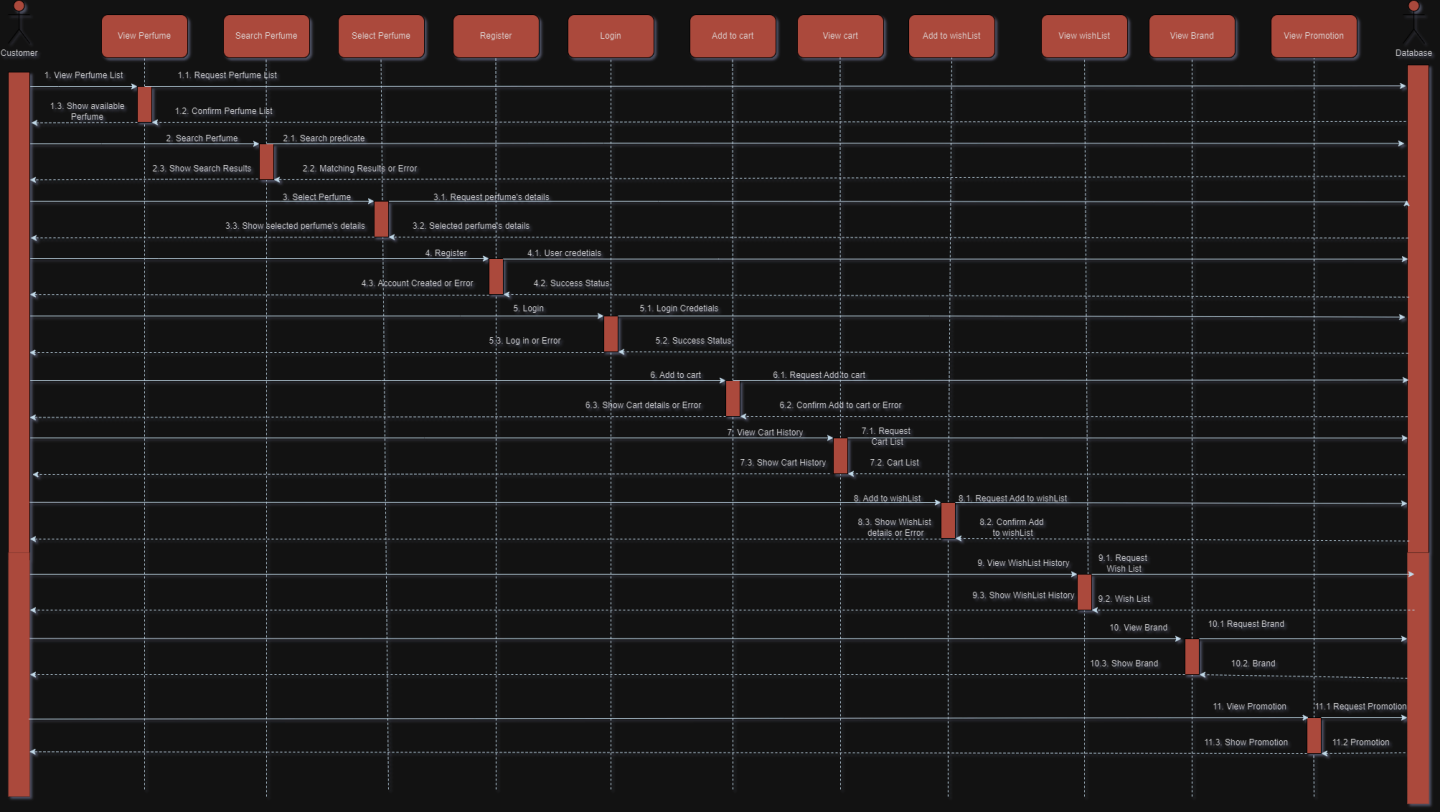 Customer
View Perfume
Search Perfume
Select Perfume
Register
Login
Add to cart
View cart
Add to wishList
View wishList
View Brand
View Promotion
Database
1. View Perfume List
1.1. Request Perfume List
1.3. Show available
Perfume
1.2. Confirm Perfume List
2. Search Perfume
2.1. Search predicate
2.3. Show Search Results
2.2. Matching Results or Error
3. Select Perfume
3.1. Request perfume's details
3.3. Show selected perfume's details
3.2. Selected perfume's details
4. Register
4.1. User credetials
4.3. Account Created or Error
4.2. Success Status
5. Login
5.1. Login Credetials
5.3. Log in or Error
5.2. Success Status
6. Add to cart
6.1. Request Add to cart
6.3. Show Cart details or Error
6.2. Confirm Add to cart or Error
7. View Cart History
7.1. Request
Cart List
7.3. Show Cart History
7.2. Cart List
8. Add to wishList
8.1. Request Add to wishList
8.3. Show WishList
details or Error
8.2. Confirm Add
to wishList
9. View WishList History
9.1. Request
Wish List
9.3. Show WishList History
9.2. Wish List
10. View Brand
10.1 Request Brand
10.3. Show Brand
10.2. Brand
11. View Promotion
11.1 Request Promotion
11.3. Show Promotion
11.2 Promotion